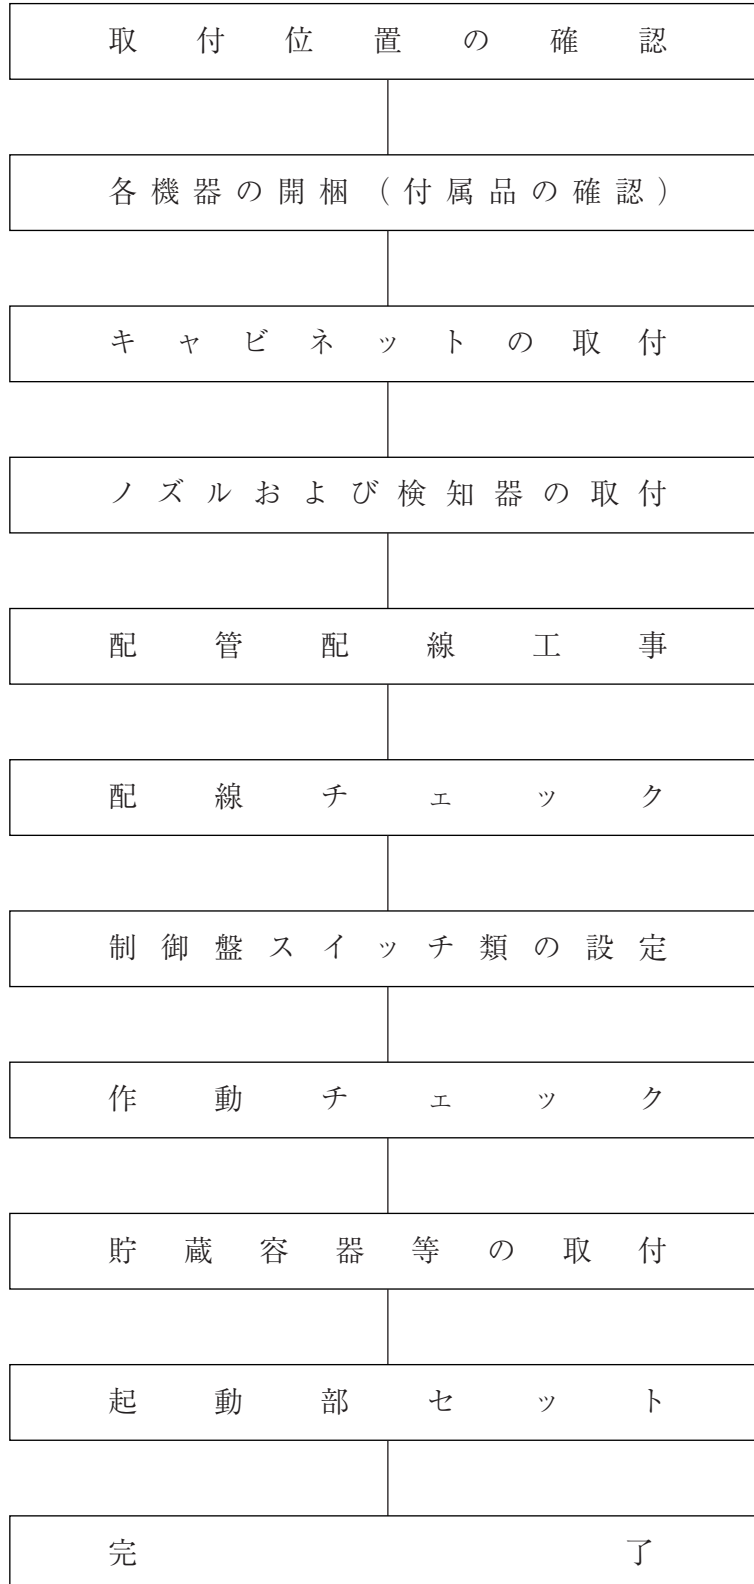 取付位置の確認
各機器の開梱（付属品の確認）
キャビネットの取付
ノズルおよび検知器の取付
配管配線工事
配線チェック
制御盤スイッチ類の設定
作動チェック
貯蔵容器等の取付
起動部セット
完了